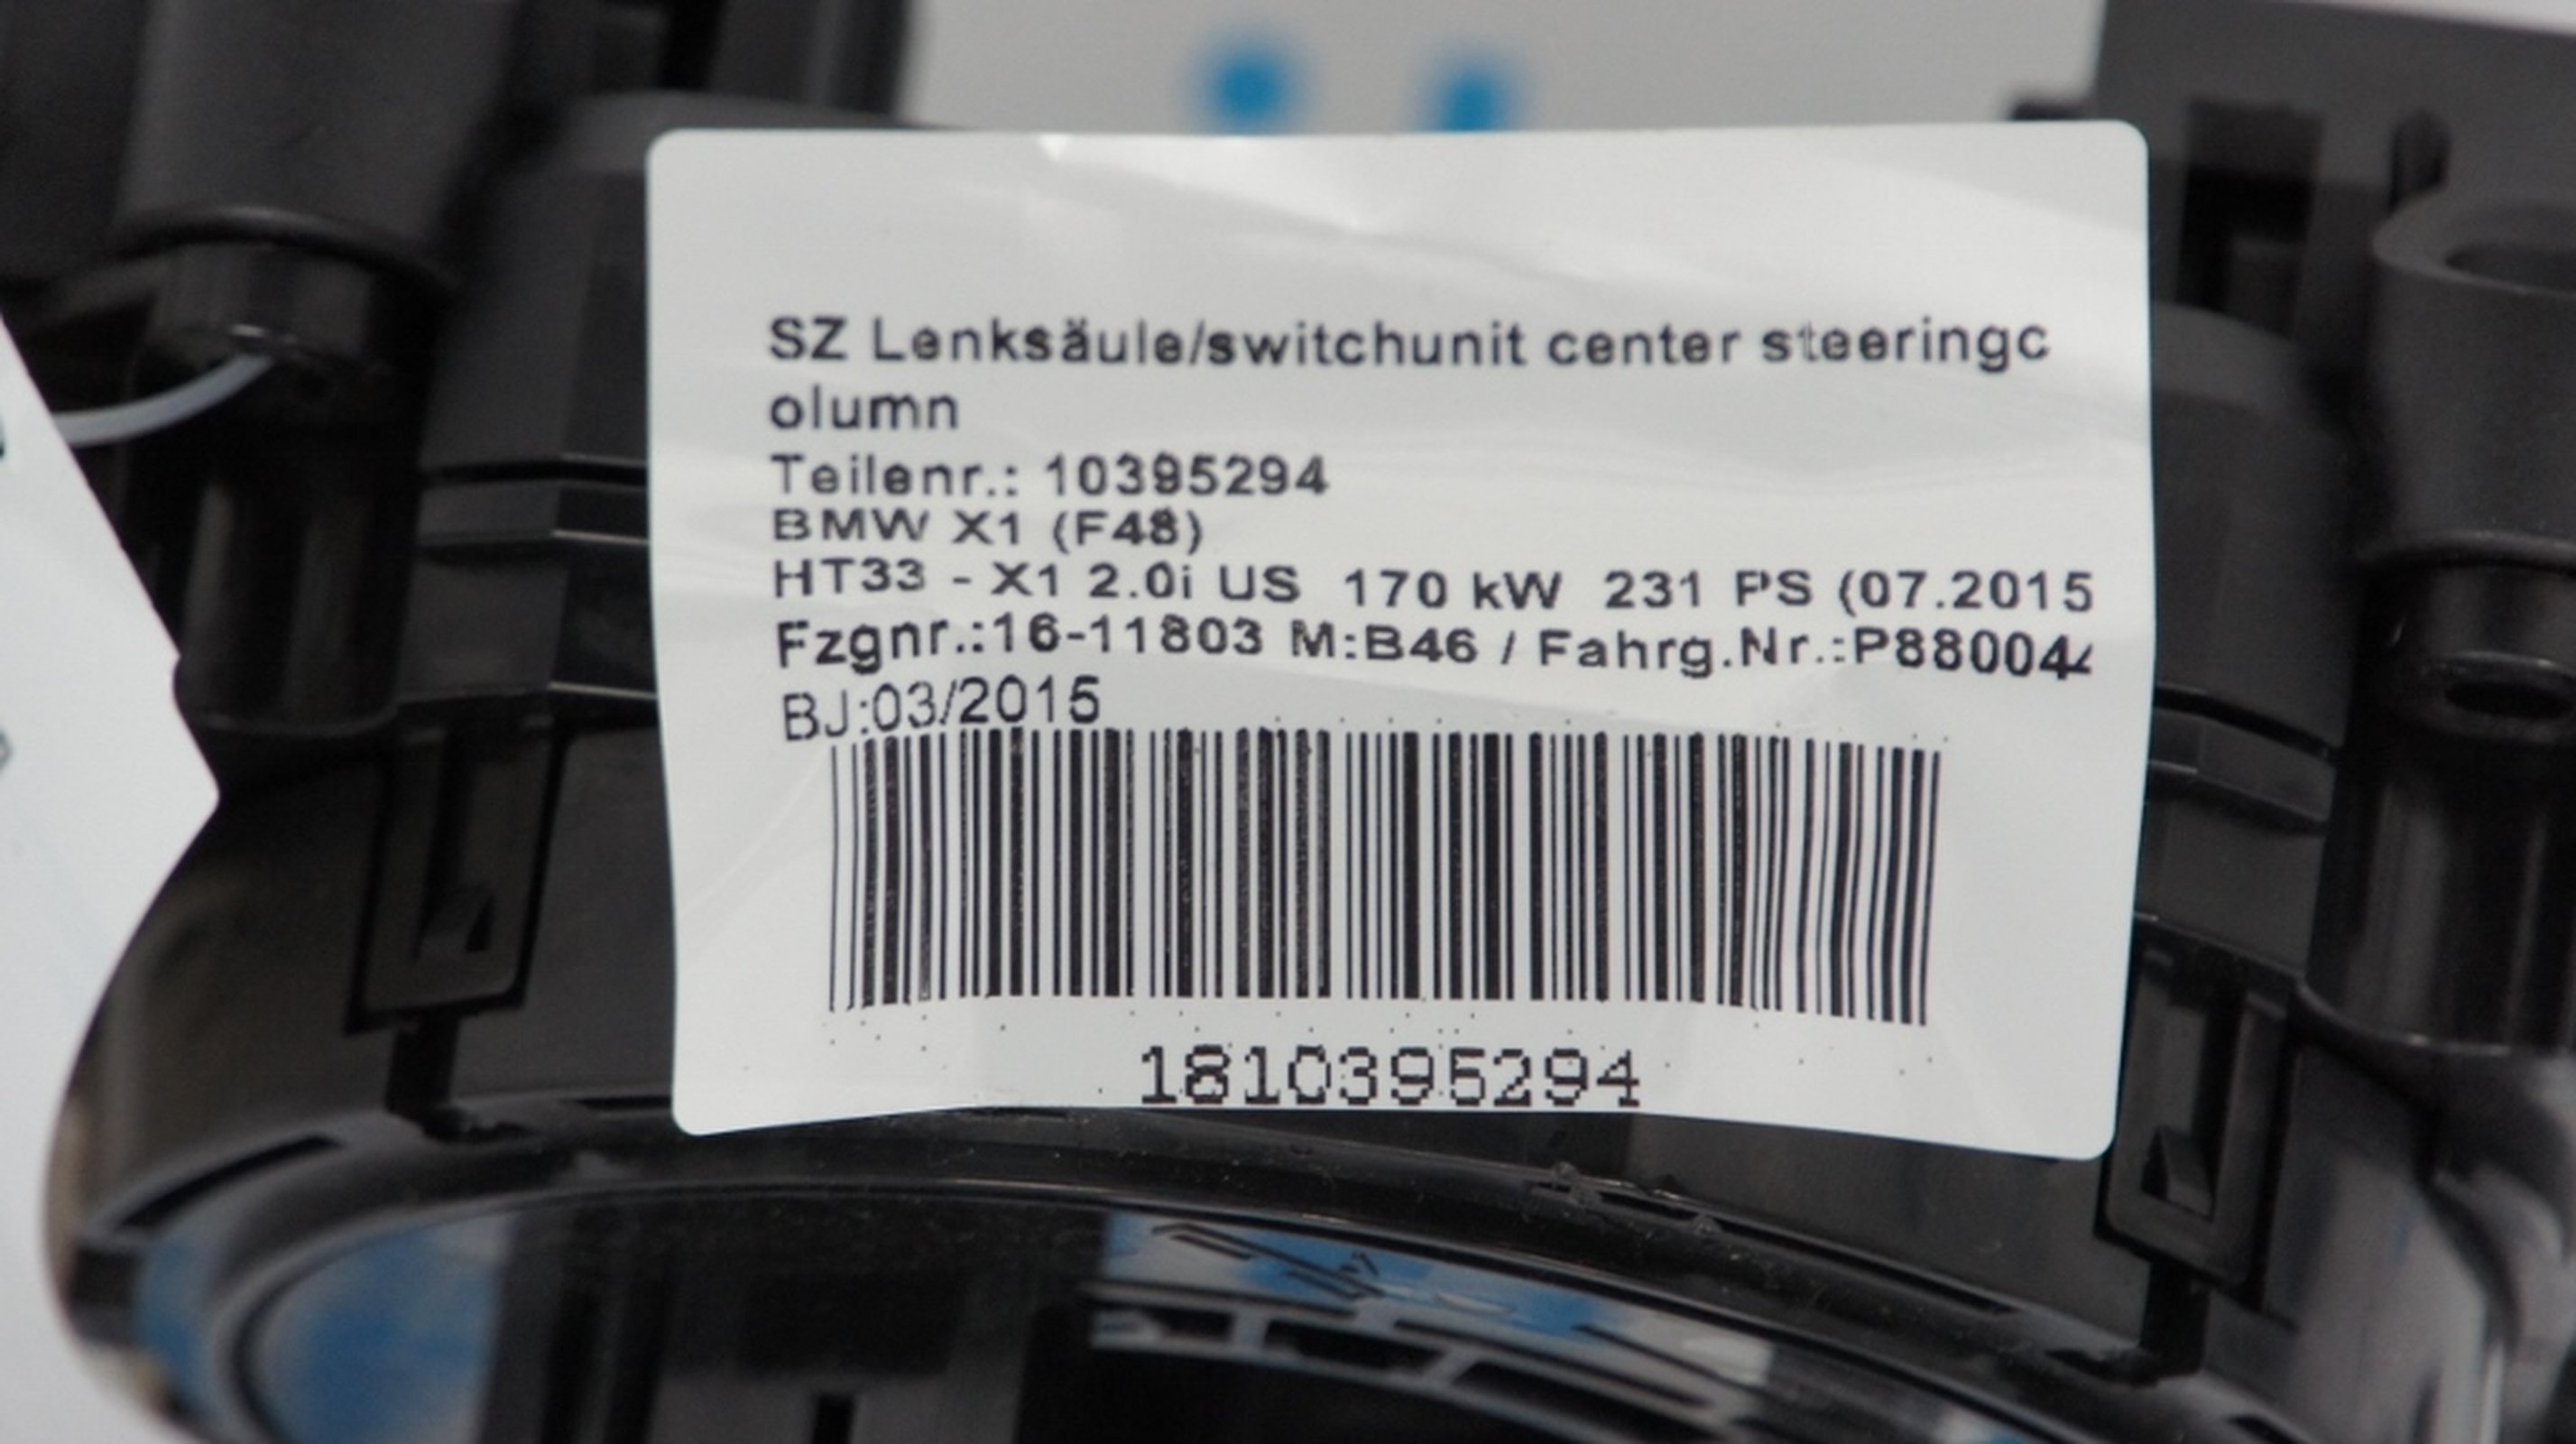 SZ Lenksäule/switchunit center steeringc
olumn
Teilenr.: 10395294
BMW X1 (F48)
HT33 - X1 2.0i US 170 kW 231 PS (07.2015
Fzgnr.:16-11803 M:B46 / Fahrg.Nr.:P88004
BJ:03/2015
1810395294